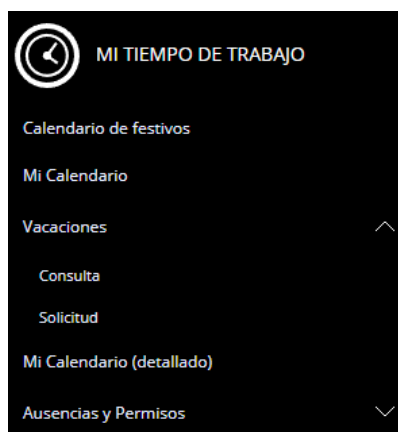 MI TIEMPO DE TRABAJO
Calendario de festivos
Mi Calendario
Vacaciones
Consulta
Solicitud
Mi Calendario (detallado)
Ausencias y Permisos